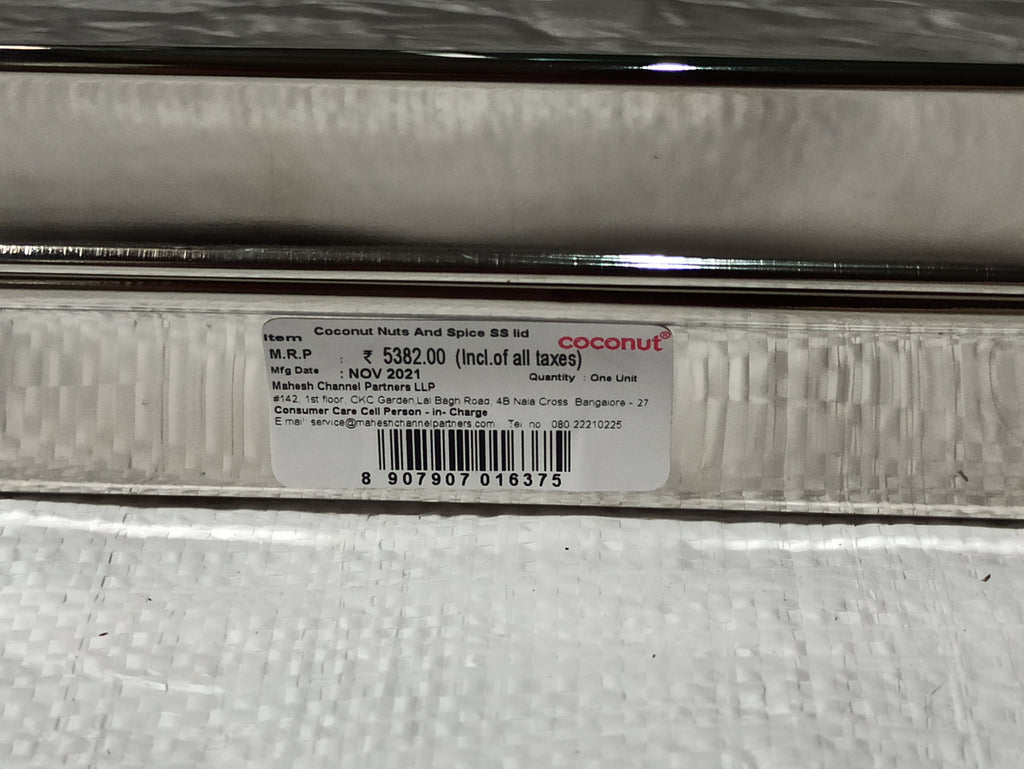 Item Coconut Nuts And Spice SS lid
coconut®
M.R.P : ₹ 5382.00 (Incl.of all taxes)
Mfg Date : NOV 2021 Quantity : One Unit
Mahesh Channel Partners LLP
#142, 1st floor, CKC Garden,Lal Bagh Road, 4B Nala Cross, Bangalore - 27
Consumer Care Cell Person - in- Charge
E mail service@maheshchannelpartners.com Tel no 080 22210225
8 907907 016375